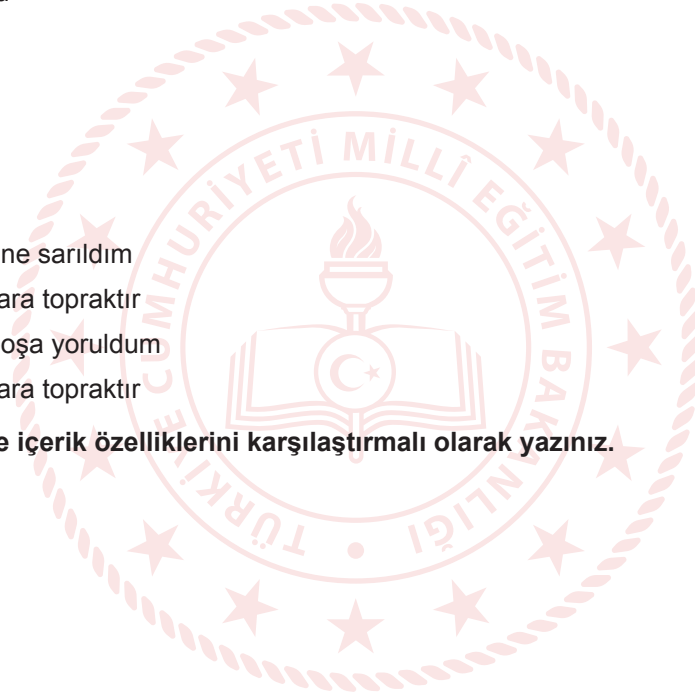 ne sarıldım
ara topraktır
oşa yoruldum
ara topraktır
e içerik özelliklerini karşılaştırmalı olarak yazınız.
TÜRKİYE CUMHURİYETİ MİLLÎ EĞİTİM BAKANLIĞI